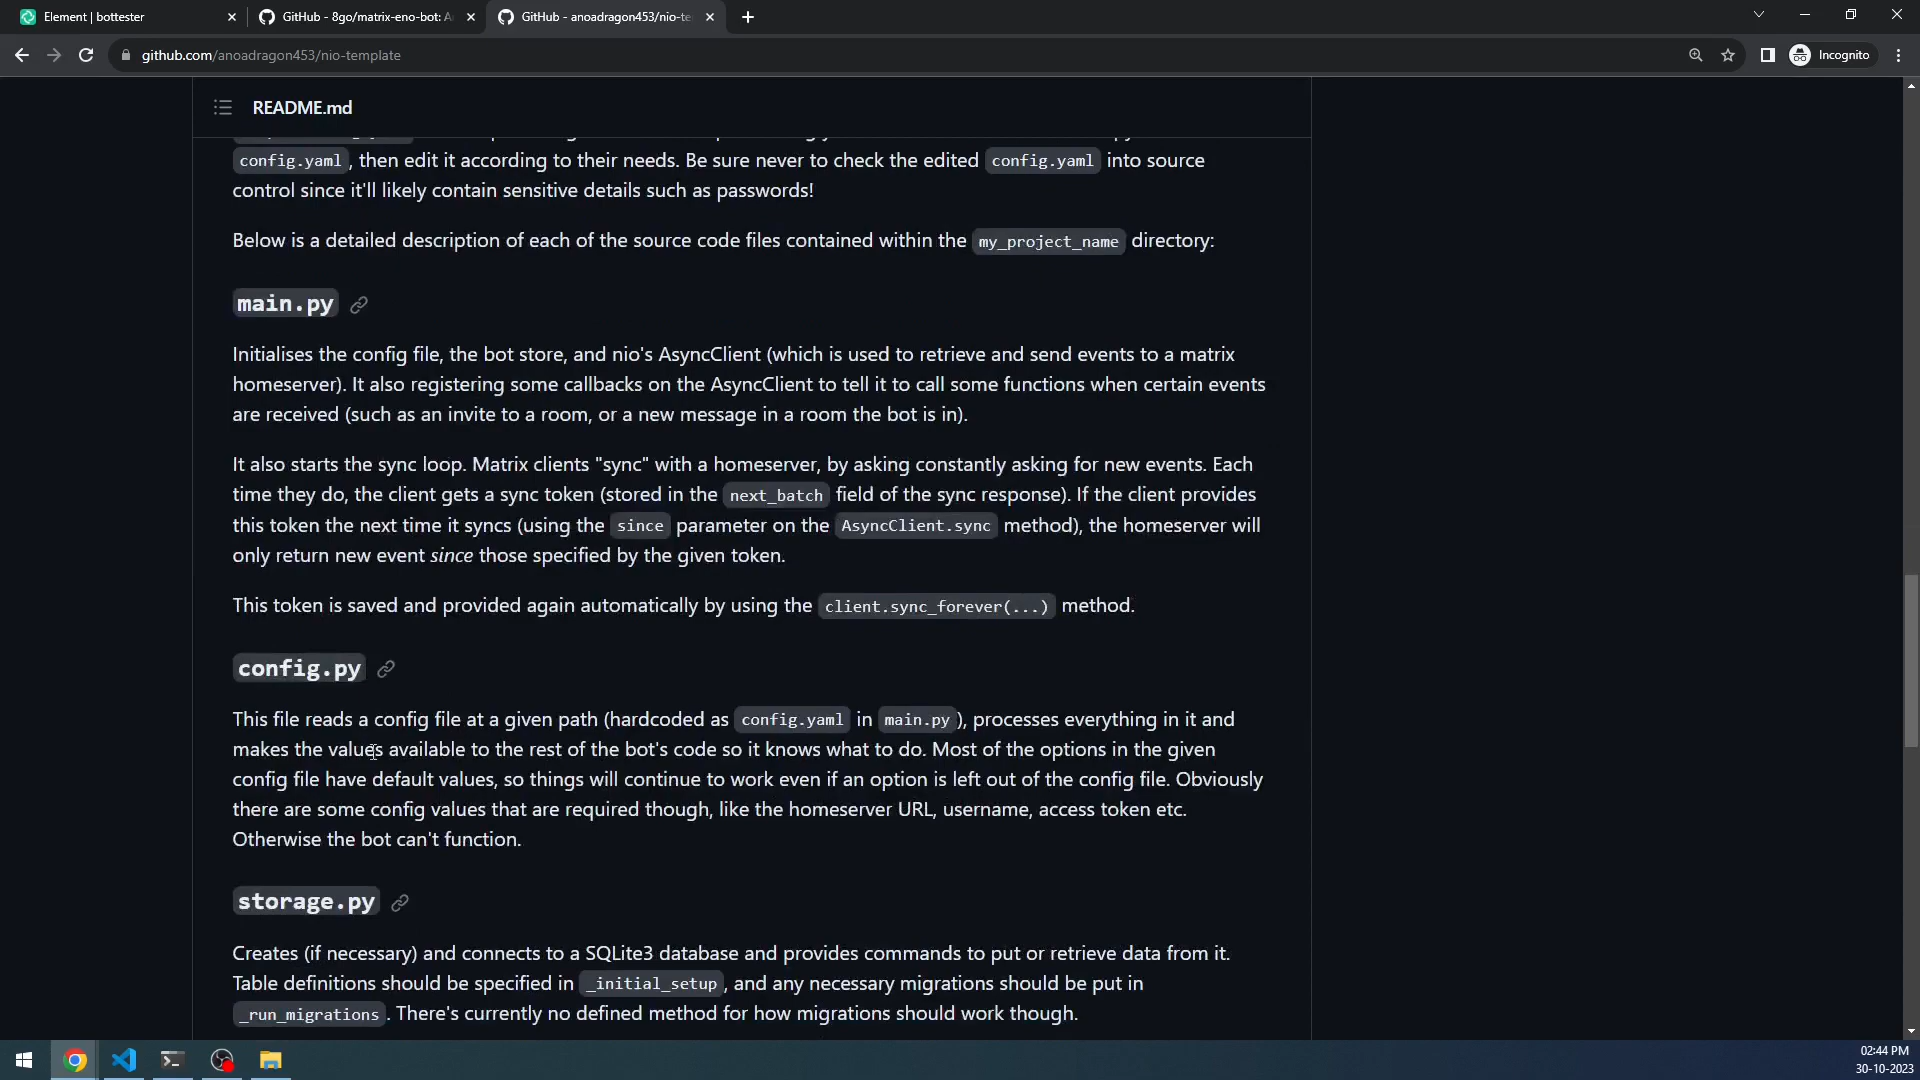 Element | bottester
GitHub - 8go/matrix-eno-bot: A
GitHub - anoadragon453/nio-te
github.com/anoadragon453/nio-template
Incognito
README.md
config.yaml, then edit it according to their needs. Be sure never to check the edited config.yaml into source
control since it'll likely contain sensitive details such as passwords!
Below is a detailed description of each of the source code files contained within the my_project_name directory:
main.py
Initialises the config file, the bot store, and nio's AsyncClient (which is used to retrieve and send events to a matrix
homeserver). It also registering some callbacks on the AsyncClient to tell it to call some functions when certain events
are received (such as an invite to a room, or a new message in a room the bot is in).
It also starts the sync loop. Matrix clients "sync" with a homeserver, by asking constantly asking for new events. Each
time they do, the client gets a sync token (stored in the next_batch field of the sync response). If the client provides
this token the next time it syncs (using the since parameter on the AsyncClient.sync method), the homeserver will
only return new event since those specified by the given token.
This token is saved and provided again automatically by using the client.sync_forever(...) method.
config.py
This file reads a config file at a given path (hardcoded as config.yaml in main.py), processes everything in it and
makes the values available to the rest of the bot's code so it knows what to do. Most of the options in the given
config file have default values, so things will continue to work even if an option is left out of the config file. Obviously
there are some config values that are required though, like the homeserver URL, username, access token etc.
Otherwise the bot can't function.
storage.py
Creates (if necessary) and connects to a SQLite3 database and provides commands to put or retrieve data from it.
Table definitions should be specified in _initial_setup, and any necessary migrations should be put in
_run_migrations. There's currently no defined method for how migrations should work though.
02:44 PM
30-10-2023